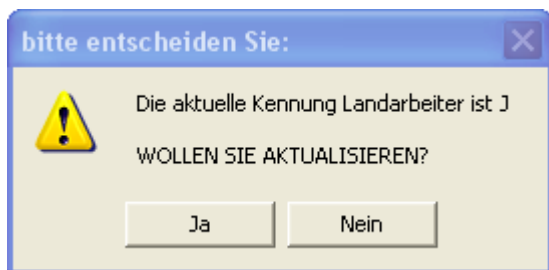 bitte entscheiden Sie:
Die aktuelle Kennung Landarbeiter ist J
WOLLEN SIE AKTUALISIEREN?
Ja
Nein